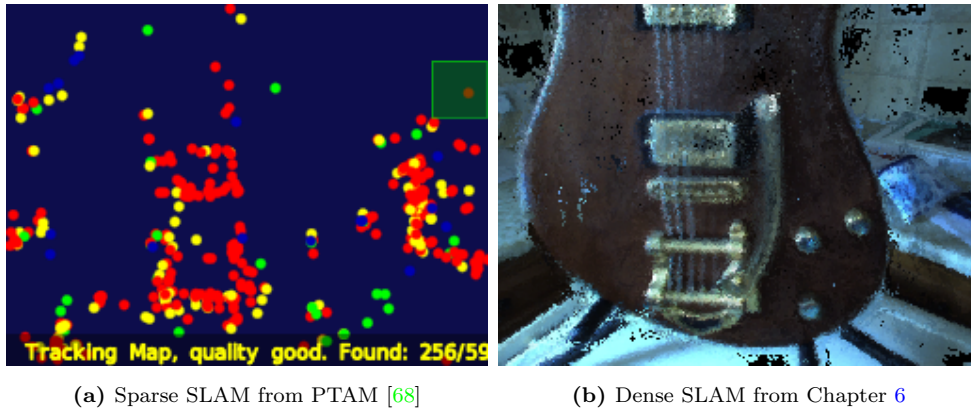 Tracking Map, quality good. Found: 256/59
(a) Sparse SLAM from PTAM [68]
(b) Dense SLAM from Chapter 6